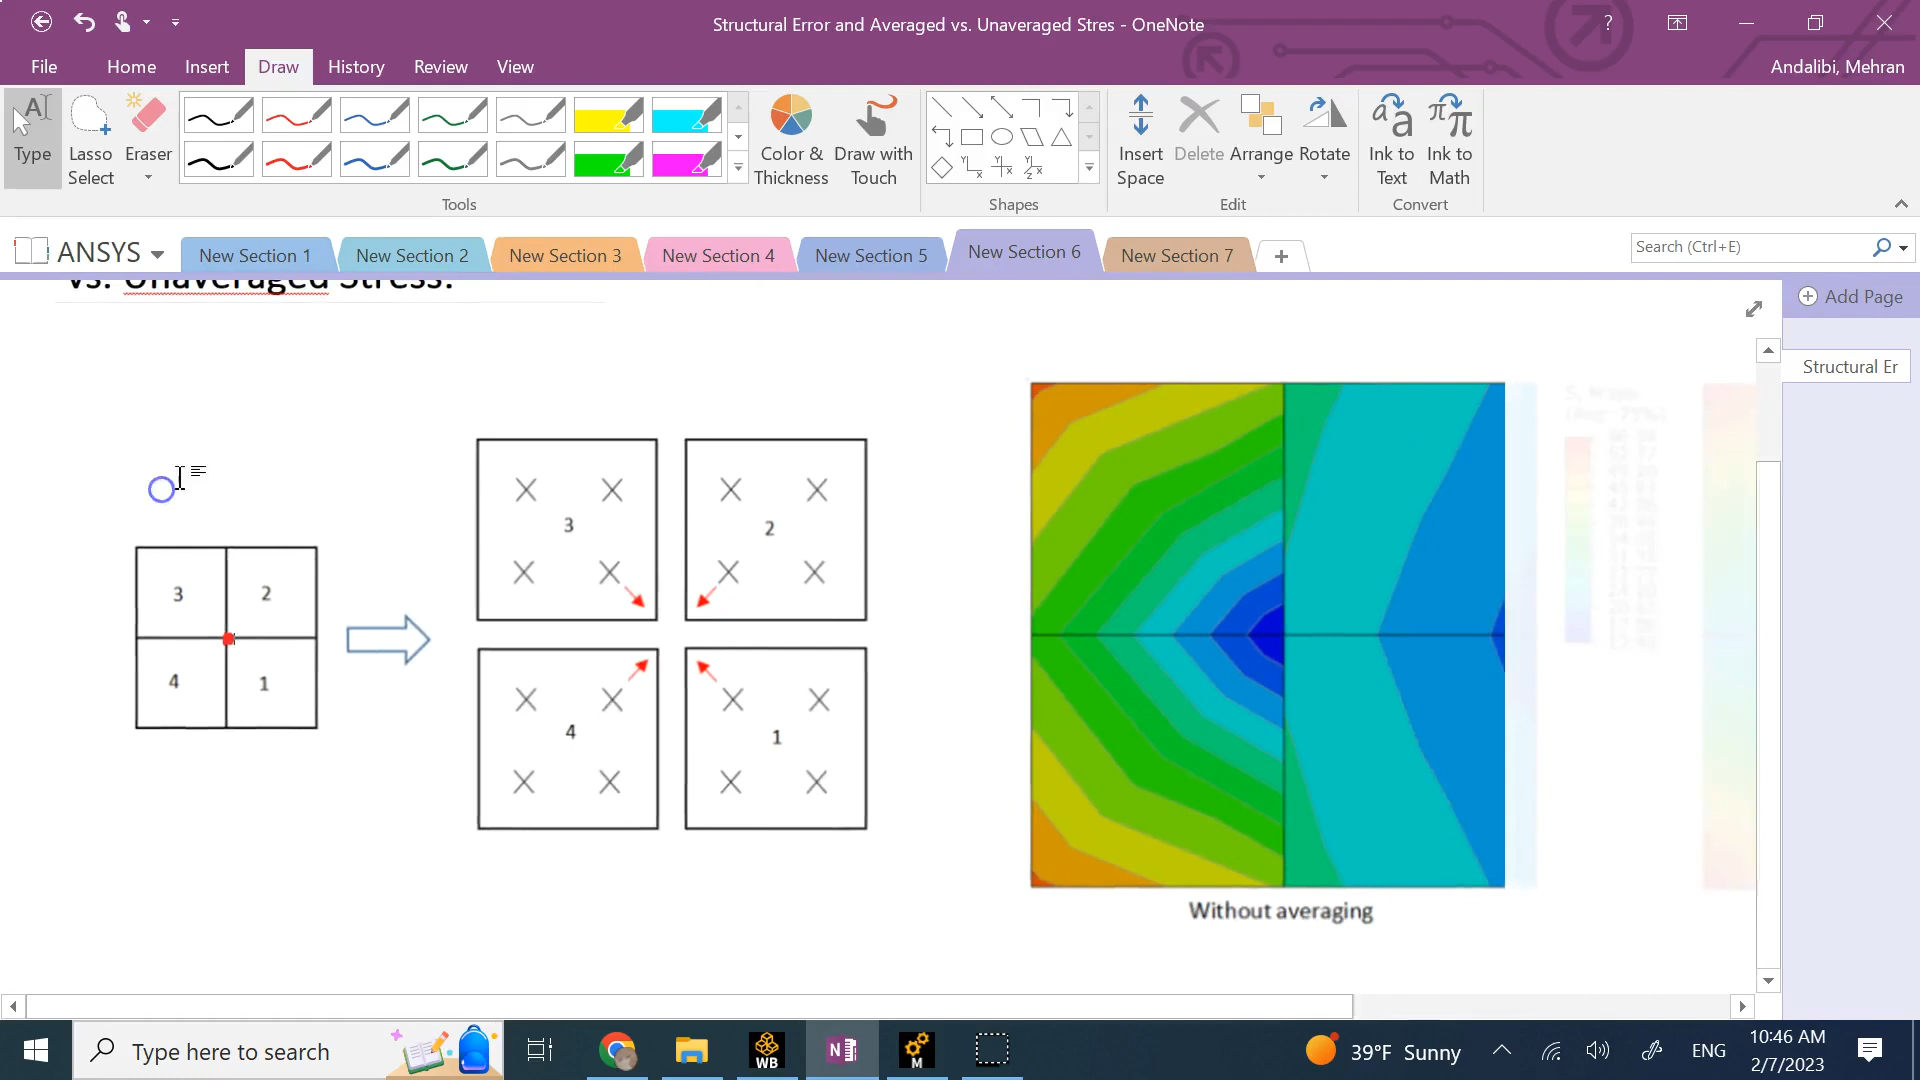 Structural Error and Averaged vs. Unaveraged Stres - OneNote
?
File Home Insert Draw History Review View
Andalibi, Mehran
Type
Lasso Select
Eraser
Color & Thickness
Draw with Touch
Insert Space
Delete
Arrange
Rotate
Ink to Text
Ink to Math
Tools
Shapes
Edit
Convert
ANSYS
New Section 1
New Section 2
New Section 3
New Section 4
New Section 5
New Section 6
New Section 7
Search (Ctrl+E)
vs. Unaveraged Stress?
Add Page
Structural Er
3 2
4 1
3 2
4 1
Without averaging
Type here to search
WB
N
M
39°F Sunny
ENG
10:46 AM
2/7/2023